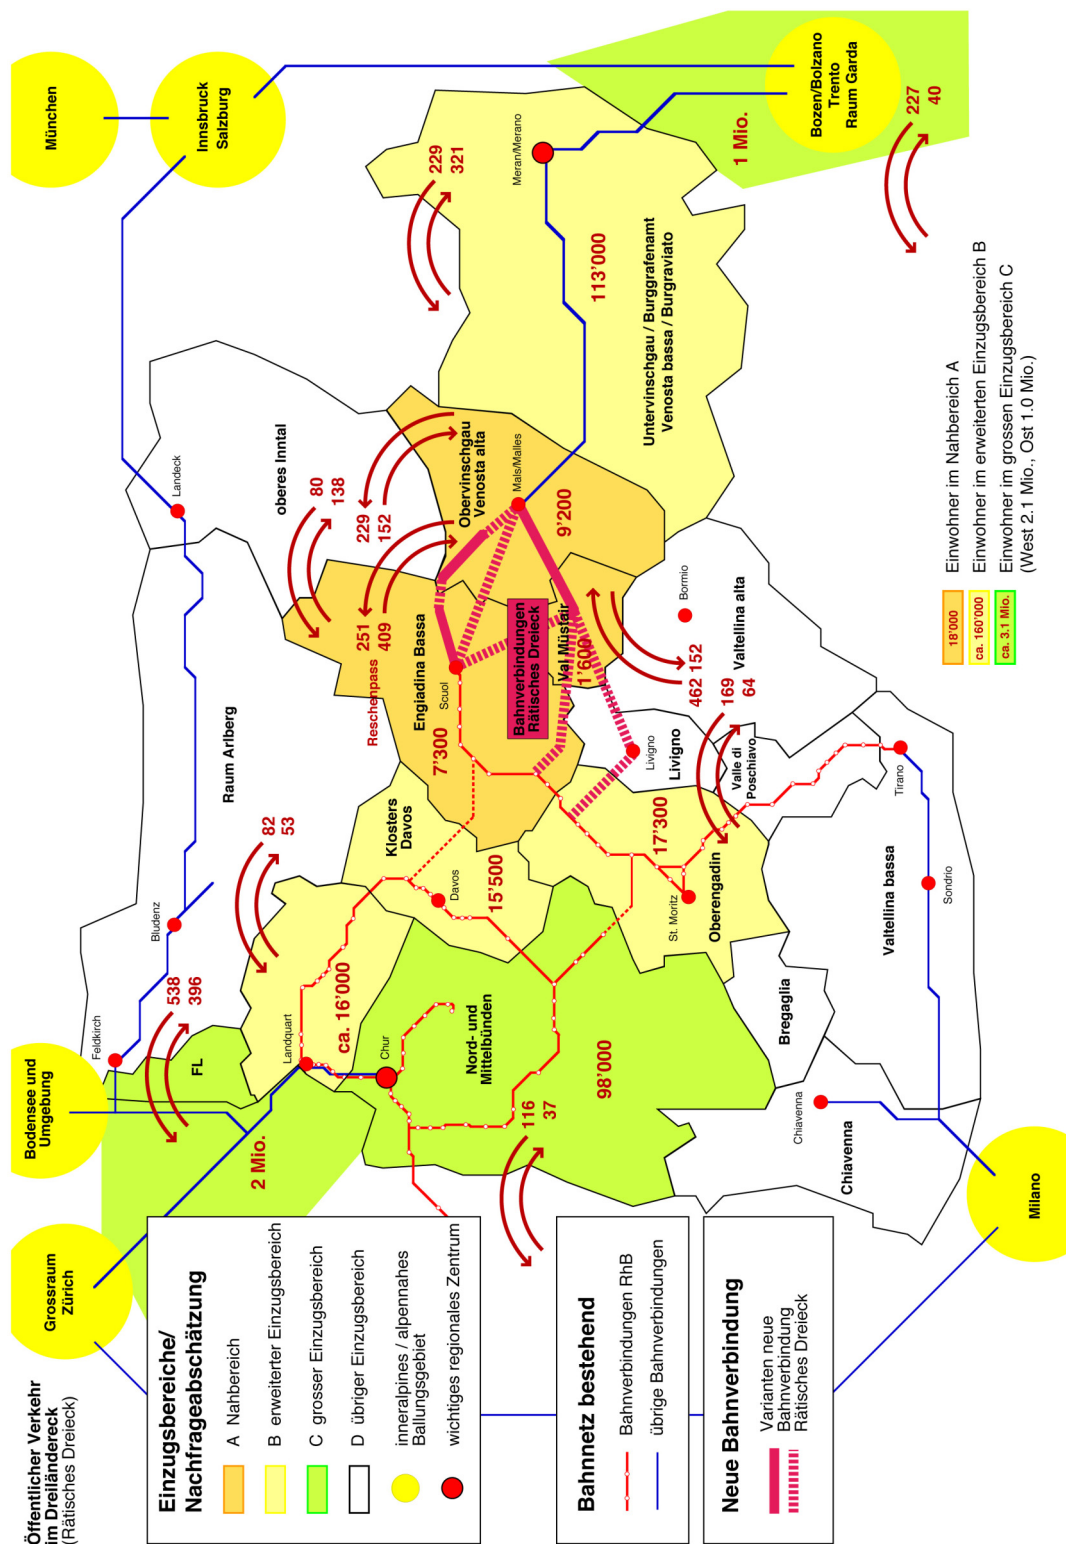 Öffentlicher Verkehr
im Dreiländereck
(Rätisches Dreieck)
Grossraum
Zürich
Bodensee und
Umgebung
München
Innsbruck
Salzburg
Bozen/Bolzano
Trento
Raum Garda
Milano
Feldkirch
Bludenz
Landeck
Raum Arlberg
oberes Inntal
538
396
82
53
80
138
229
321
FL
2 Mio.
1 Mio.
Landquart
ca. 16'000
Chur
Klosters
Davos
Davos
15'500
Reschenpass
251
409
229
152
Engiadina Bassa
7'300
Scuol
Obervinschgau
Venosta alta
Mals/Malles
9'200
Meran/Merano
113'000
Untervinschgau / Burggrafenamt
Venosta bassa / Burgraviato
227
40
Bahnverbindungen
Rätisches Dreieck
Val Müstair
1'600
Nord- und
Mittelbünden
98'000
116
37
St. Moritz
Oberengadin
17'300
Livigno
Livigno
462
152
169
64
Bormio
Valtellina alta
Valle di
Poschiavo
Tirano
Bregaglia
Valtellina bassa
Sondrio
Chiavenna
Chiavenna
Einzugsbereiche/
Nachfrageabschätzung
A Nahbereich
B erweiterter Einzugsbereich
C grosser Einzugsbereich
D übriger Einzugsbereich
inneralpines / alpennahes
Ballungsgebiet
wichtiges regionales Zentrum
Bahnnetz bestehend
Bahnverbindungen RhB
übrige Bahnverbindungen
Neue Bahnverbindung
Varianten neue
Bahnverbindung
Rätisches Dreieck
18'000
Einwohner im Nahbereich A
ca. 160'000
Einwohner im erweiterten Einzugsbereich B
ca. 3.1 Mio.
Einwohner im grossen Einzugsbereich C
(West 2.1 Mio., Ost 1.0 Mio.)